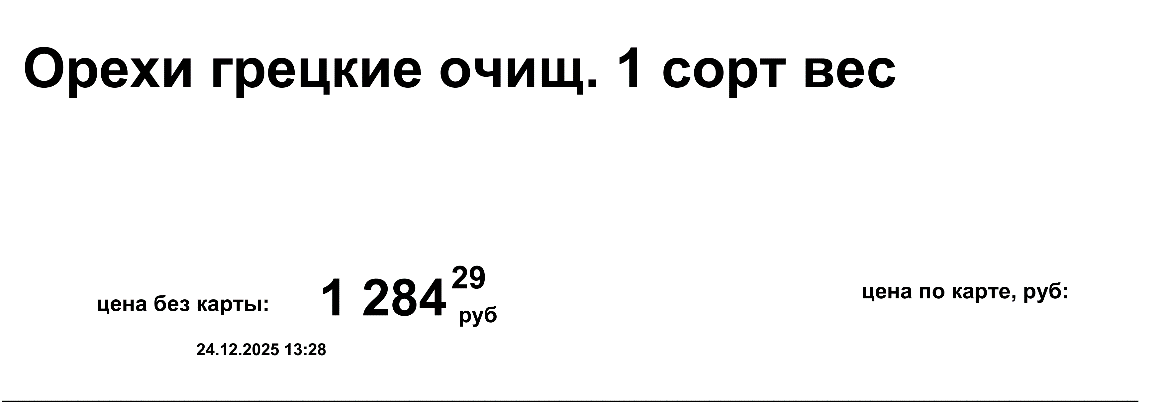 Орехи грецкие очищ. 1 сорт вес
цена без карты: 1 284 29 руб
цена по карте, руб:
24.12.2025 13:28